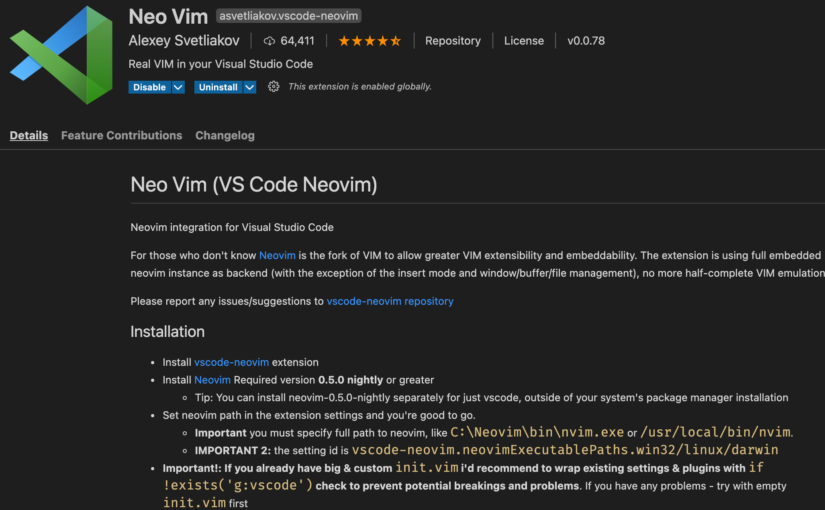 Neo Vim asvetliakov.vscode-neovim
Alexey Svetliakov 64,411 Repository License v0.0.78
Real VIM in your Visual Studio Code
Disable Uninstall This extension is enabled globally.
Details Feature Contributions Changelog
Neo Vim (VS Code Neovim)
Neovim integration for Visual Studio Code
For those who don't know Neovim is the fork of VIM to allow greater VIM extensibility and embeddability. The extension is using full embedded
neovim instance as backend (with the exception of the insert mode and window/buffer/file management), no more half-complete VIM emulation
Please report any issues/suggestions to vscode-neovim repository
Installation
• Install vscode-neovim extension
• Install Neovim Required version 0.5.0 nightly or greater
◦ Tip: You can install neovim-0.5.0-nightly separately for just vscode, outside of your system's package manager installation
• Set neovim path in the extension settings and you're good to go.
◦ Important you must specify full path to neovim, like C:\Neovim\bin\nvim.exe or /usr/local/bin/nvim.
◦ IMPORTANT 2: the setting id is vscode-neovim.neovimExecutablePaths.win32/linux/darwin
• Important!: If you already have big & custom init.vim i'd recommend to wrap existing settings & plugins with if
!exists('g:vscode') check to prevent potential breakings and problems. If you have any problems - try with empty
init.vim first